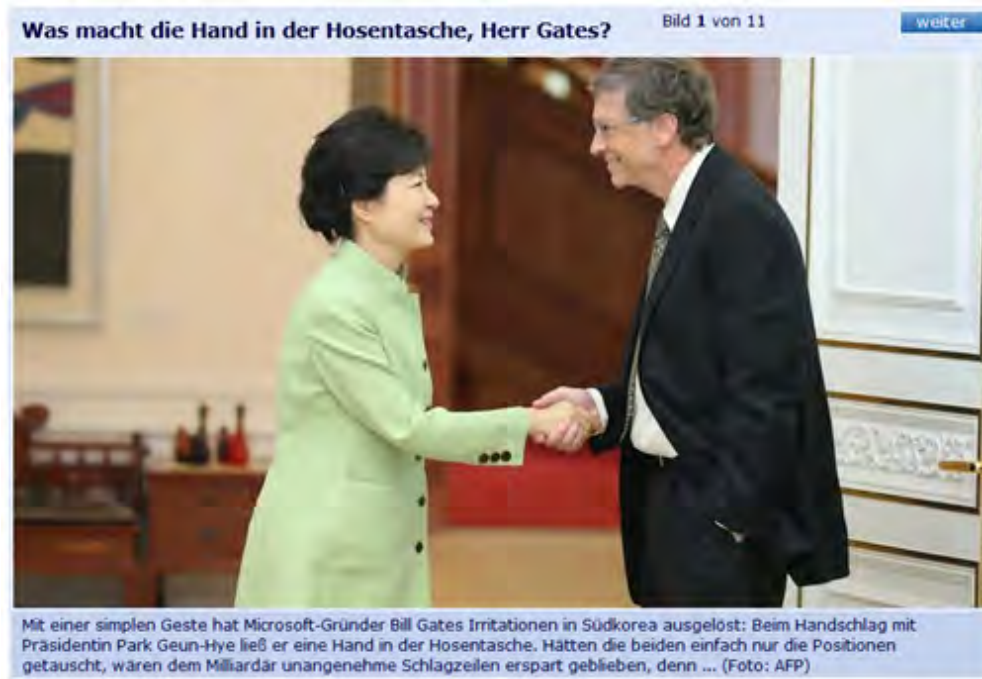 Was macht die Hand in der Hosentasche, Herr Gates?
Bild 1 von 11
weiter
Mit einer simplen Geste hat Microsoft-Gründer Bill Gates Irritationen in Südkorea ausgelöst: Beim Handschlag mit
Präsidentin Park Geun-Hye ließ er eine Hand in der Hosentasche. Hätten die beiden einfach nur die Positionen
getauscht, wären dem Milliardär unangenehme Schlagzeilen erspart geblieben, denn ... (Foto: AFP)